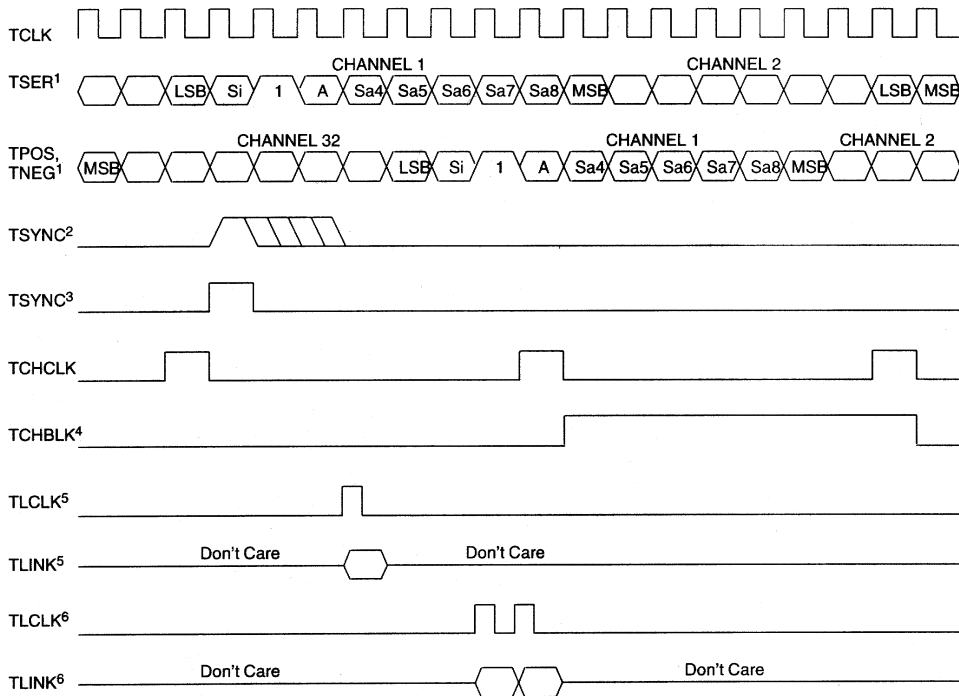 TCLK
CHANNEL 1 CHANNEL 2
TSER1 LSB Si 1 A Sa4 Sa5 Sa6 Sa7 Sa8 MSB LSB MSB
CHANNEL 32 CHANNEL 1 CHANNEL 2
TPOS,
TNEG1 MSB LSB Si 1 A Sa4 Sa5 Sa6 Sa7 Sa8 MSB
TSYNC2
TSYNC3
TCHCLK
TCHBLK4
TLCLK5
TLINK5 Don't Care Don't Care
TLCLK6
TLINK6 Don't Care Don't Care